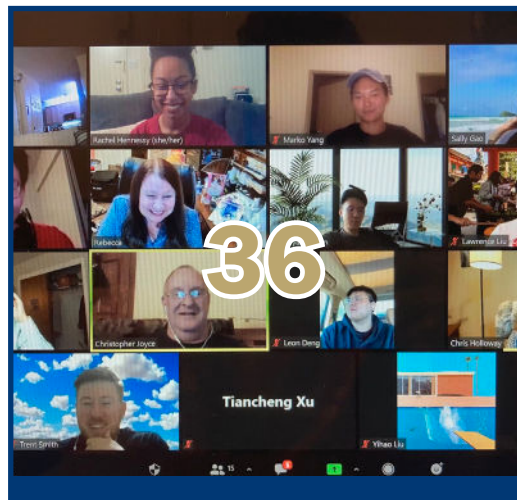 Rachel Hennessy (she/her)
Marko Yang
Sally Gao
Rebecca
Lawrence Liu
36
Christopher Joyce
Leon Deng
Chris Holloway
Trent Smith
Tiancheng Xu
Yihao Liu
15